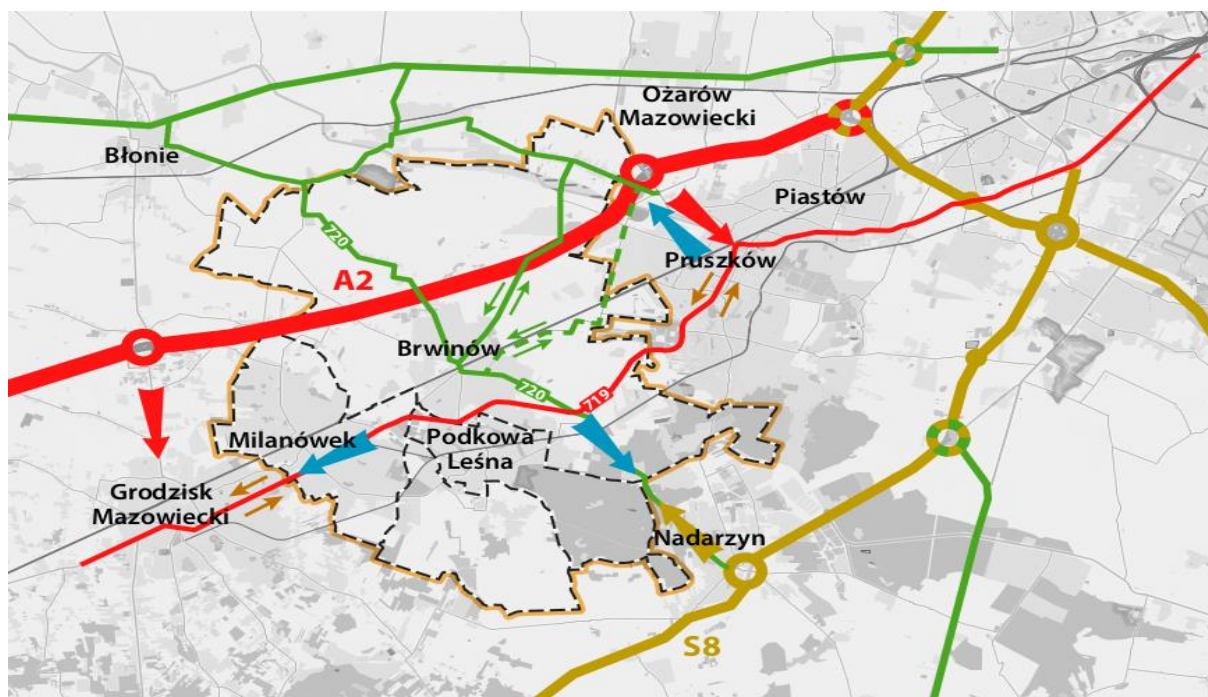 Ożarów
Mazowiecki
Błonie
Piastów
720
Pruszków
A2
Brwinów
720
719
Milanówek
Podkowa
Leśna
Grodzisk
Mazowiecki
Nadarzyn
S8